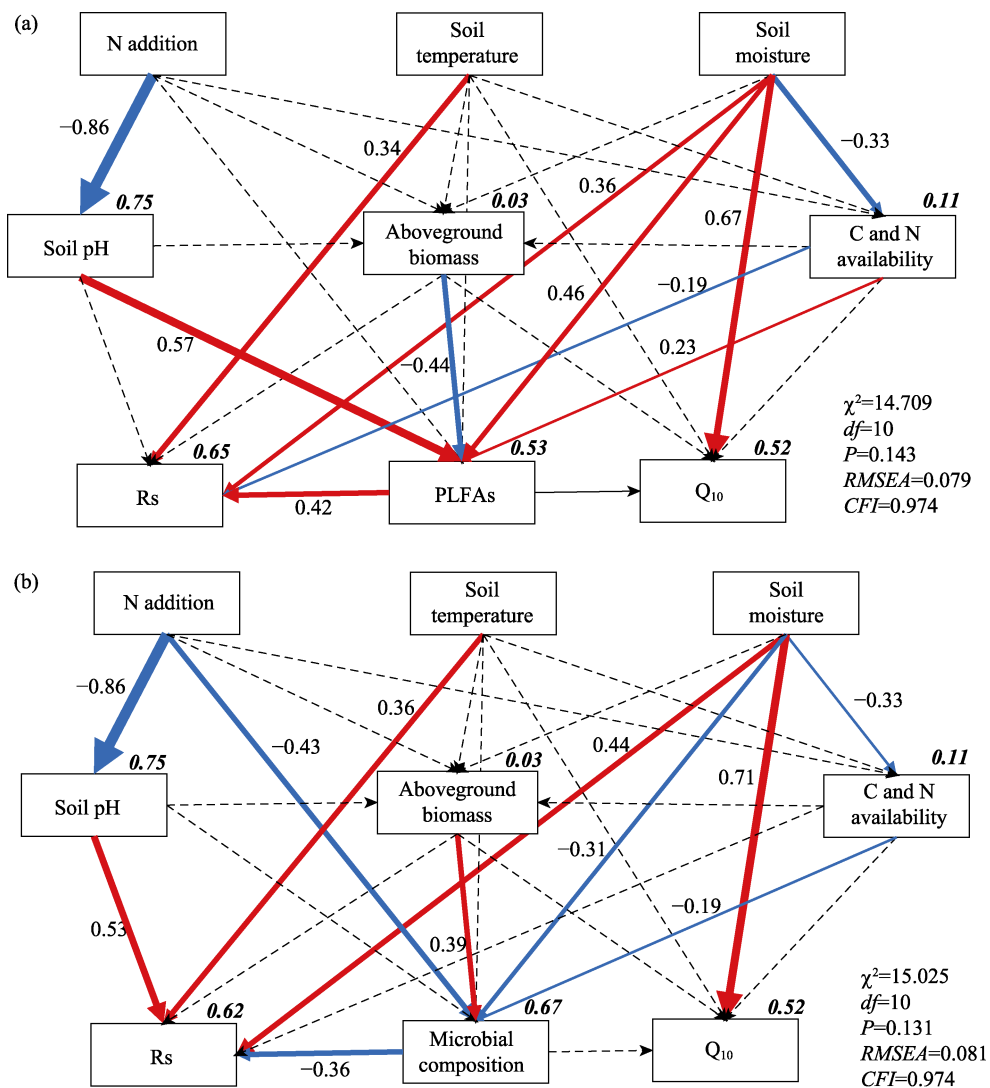 (a)
N addition
Soil
temperature
Soil
moisture
−0.86
0.34
0.36
−0.33
0.75
0.03
0.67
0.11
Soil pH
Aboveground
biomass
C and N
availability
0.46
−0.19
0.57
−0.44
0.23
χ²=14.709
df=10
P=0.143
RMSEA=0.079
CFI=0.974
0.65
0.53
0.52
Rs
PLFAs
Q₁₀
0.42
(b)
N addition
Soil
temperature
Soil
moisture
−0.86
0.36
−0.43
0.44
−0.33
0.75
0.03
0.71
0.11
Soil pH
Aboveground
biomass
C and N
availability
−0.31
−0.19
0.53
0.39
χ²=15.025
df=10
P=0.131
RMSEA=0.081
CFI=0.974
0.62
0.67
0.52
Rs
Microbial
composition
Q₁₀
−0.36